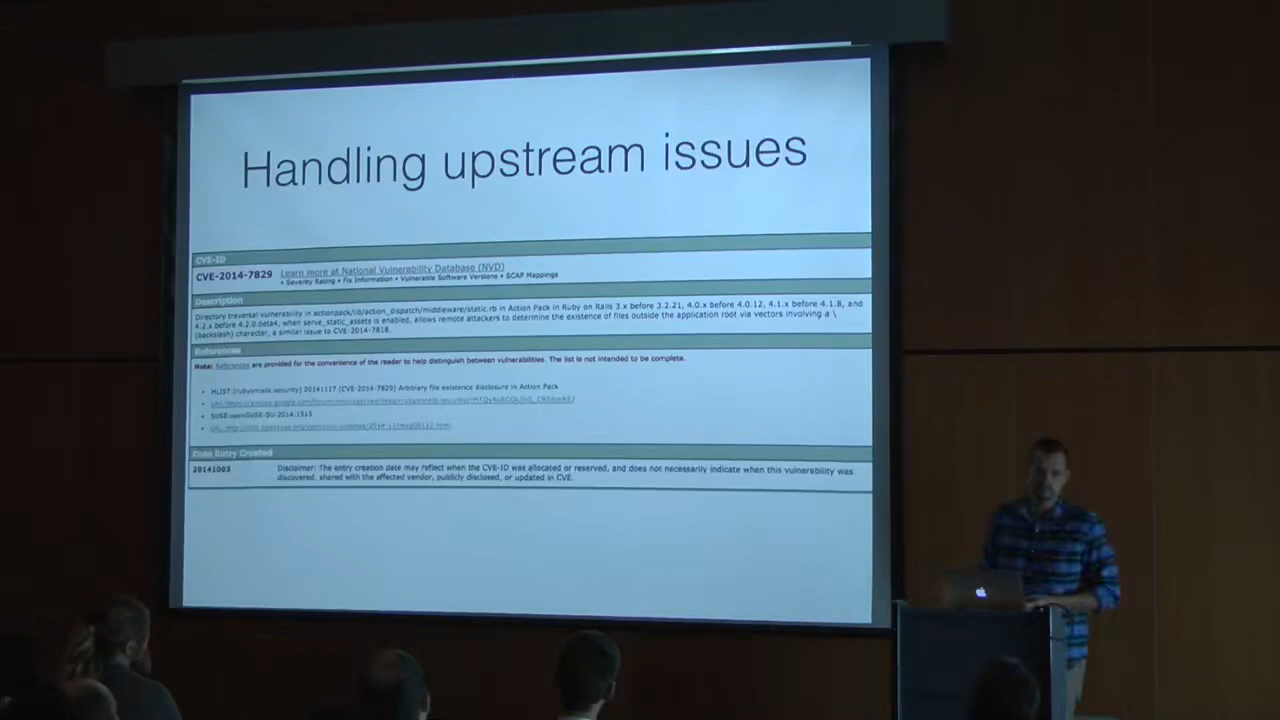 Handling upstream issues
CVE-ID
CVE-2014-7829 Learn more at National Vulnerability Database (NVD)
• Severity Rating • Fix Information • Vulnerable Software Versions • SCAP Mappings
Description
Directory traversal vulnerability in actionpack/lib/action_dispatch/middleware/static.rb in Action Pack in Ruby on Rails 3.x before 3.2.21, 4.0.x before 4.0.12, 4.1.x before 4.1.8, and
4.2.x before 4.2.0.beta4, when serve_static_assets is enabled, allows remote attackers to determine the existence of files outside the application root via vectors involving a \
(backslash) character, a similar issue to CVE-2014-7818.
References
Note: References are provided for the convenience of the reader to help distinguish between vulnerabilities. The list is not intended to be complete.
• MLIST:[rubyonrails-security] 20141117 [CVE-2014-7829] Arbitrary file existence disclosure in Action Pack
• SUSE:openSUSE-SU-2014:1515
Date Entry Created
20141003 Disclaimer: The entry creation date may reflect when the CVE-ID was allocated or reserved, and does not necessarily indicate when this vulnerability was
discovered, shared with the affected vendor, publicly disclosed, or updated in CVE.